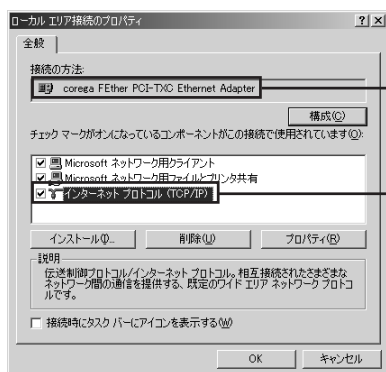 ローカル エリア接続のプロパティ
全般
接続の方法:
corega FEther PCI-TXC Ethernet Adapter
構成(C)
チェック マークがオンになっているコンポーネントがこの接続で使用されています(O):
Microsoft ネットワーク用クライアント
Microsoft ネットワーク用ファイルとプリンタ共有
インターネット プロトコル (TCP/IP)
インストール(I)...
削除(U)
プロパティ(R)
説明
伝送制御プロトコル/インターネット プロトコル。相互接続されたさまざまな
ネットワーク間の通信を提供する、既定のワイド エリア ネットワーク プロトコ
ルです。
接続時にタスク バーにアイコンを表示する(W)
OK
キャンセル